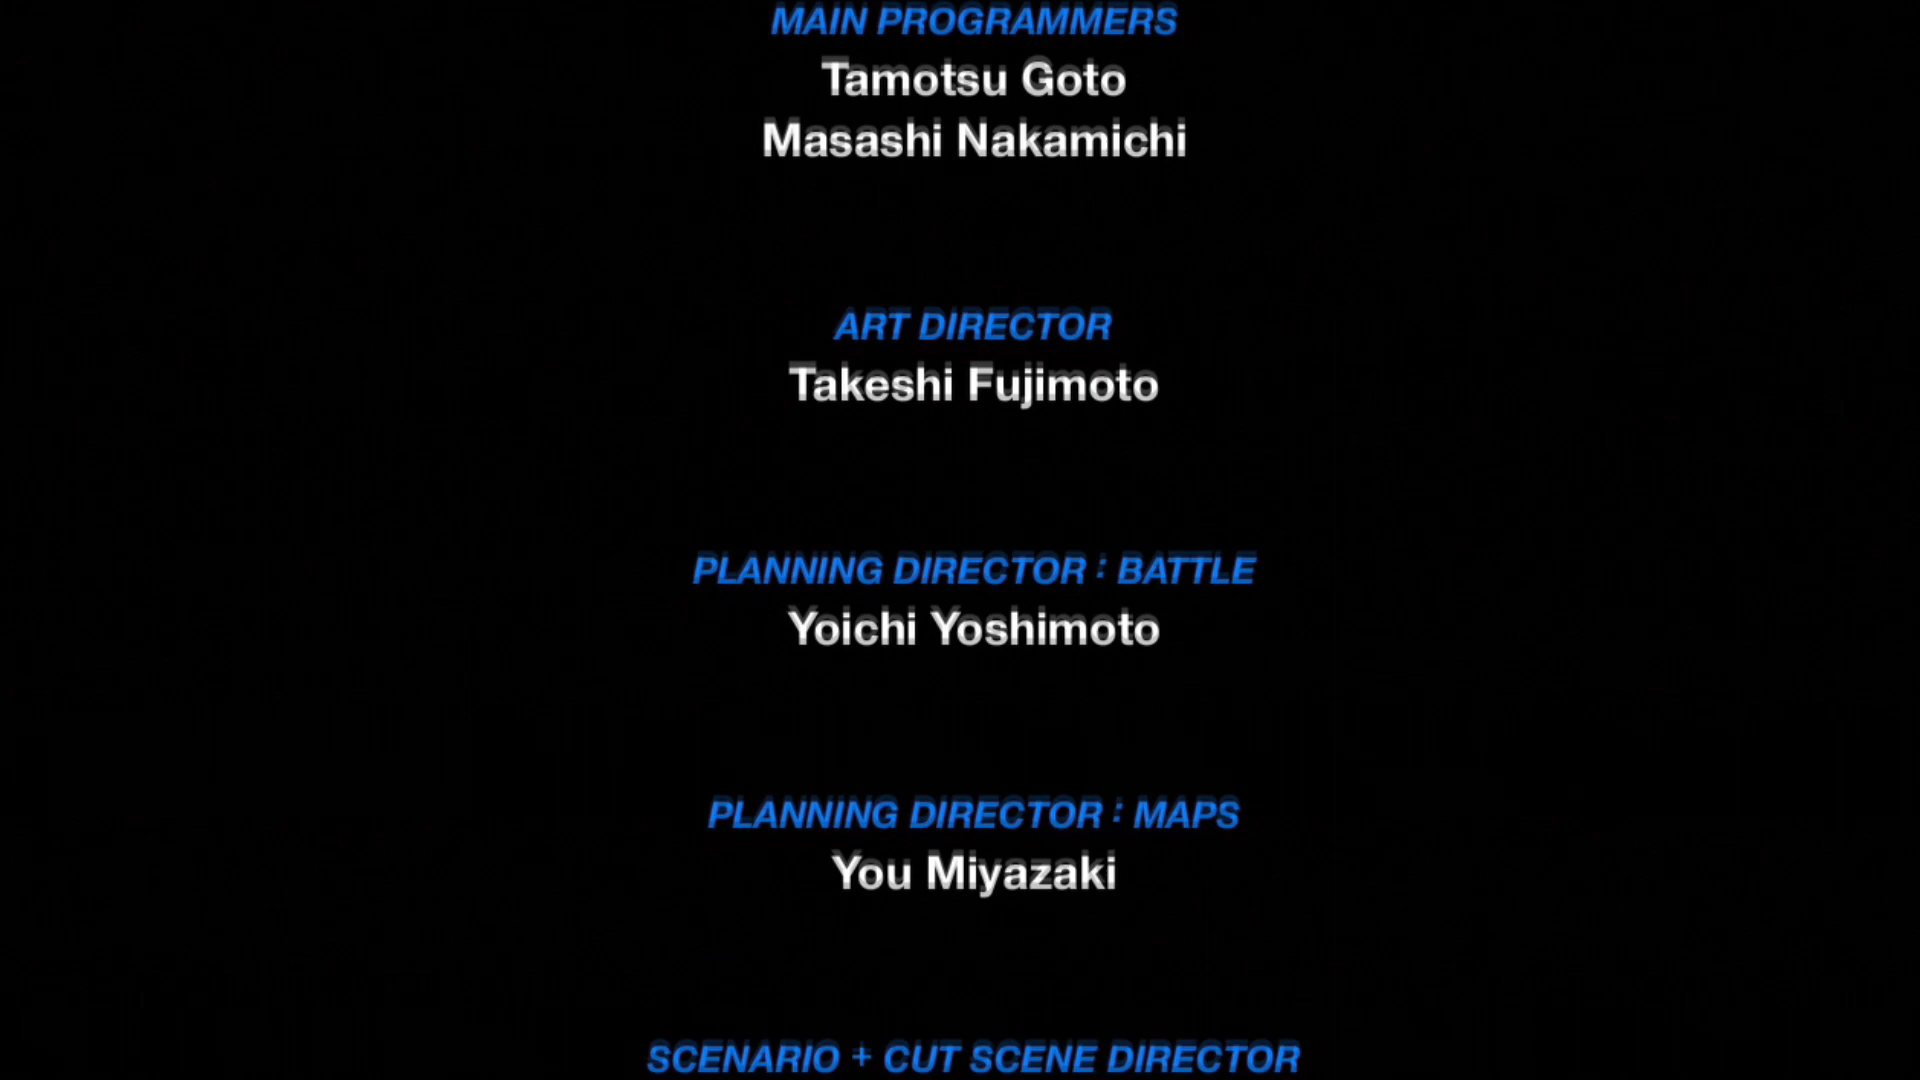 MAIN PROGRAMMERS
Tamotsu Goto
Masashi Nakamichi
ART DIRECTOR
Takeshi Fujimoto
PLANNING DIRECTOR : BATTLE
Yoichi Yoshimoto
PLANNING DIRECTOR : MAPS
You Miyazaki
SCENARIO + CUT SCENE DIRECTOR